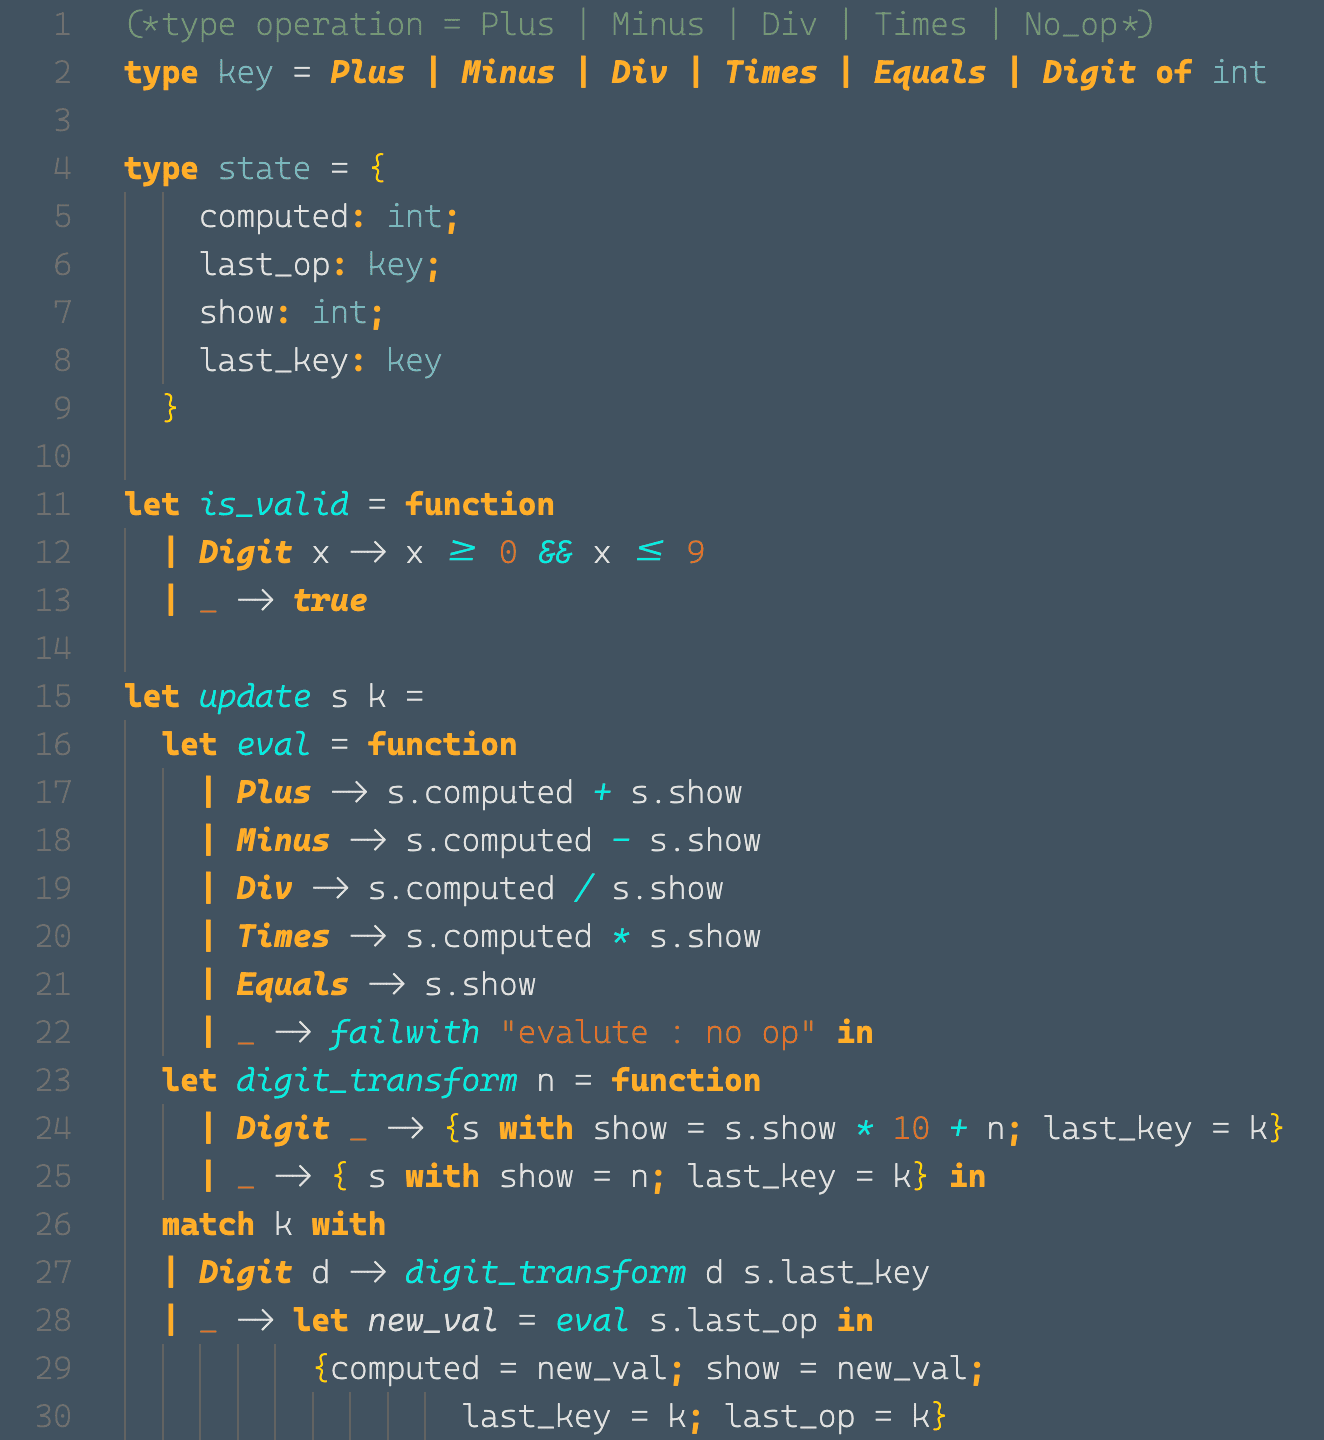 1 (*type operation = Plus | Minus | Div | Times | No_op*)
2 type key = Plus | Minus | Div | Times | Equals | Digit of int
3
4 type state = {
5 computed: int;
6 last_op: key;
7 show: int;
8 last_key: key
9 }
10
11 let is_valid = function
12 | Digit x → x ≥ 0 && x ≤ 9
13 | _ → true
14
15 let update s k =
16 let eval = function
17 | Plus → s.computed + s.show
18 | Minus → s.computed - s.show
19 | Div → s.computed / s.show
20 | Times → s.computed * s.show
21 | Equals → s.show
22 | _ → failwith "evalute : no op" in
23 let digit_transform n = function
24 | Digit _ → {s with show = s.show * 10 + n; last_key = k}
25 | _ → { s with show = n; last_key = k} in
26 match k with
27 | Digit d → digit_transform d s.last_key
28 | _ → let new_val = eval s.last_op in
29 {computed = new_val; show = new_val;
30 last_key = k; last_op = k}